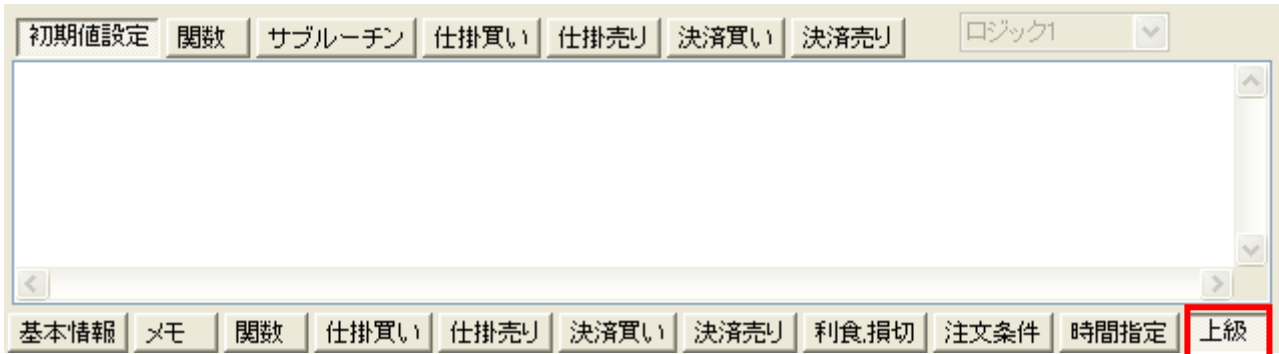 初期値設定 関数 サブルーチン 仕掛買い 仕掛売り 決済買い 決済売り ロジック1
基本情報 メモ 関数 仕掛買い 仕掛売り 決済買い 決済売り 利食,損切 注文条件 時間指定 上級